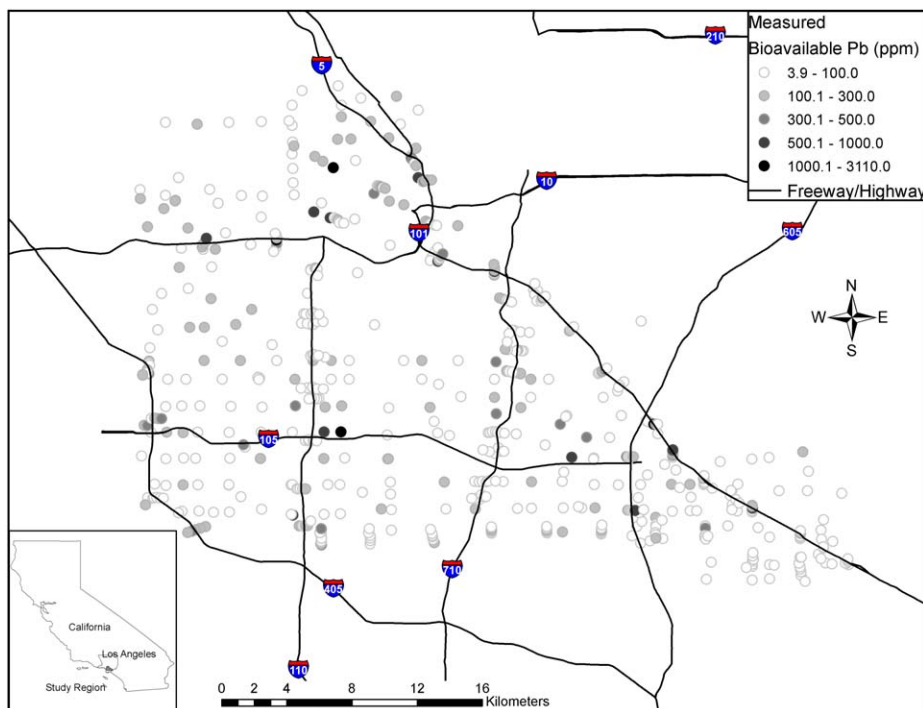 Measured
Bioavailable Pb (ppm)
3.9 - 100.0
100.1 - 300.0
300.1 - 500.0
500.1 - 1000.0
1000.1 - 3110.0
Freeway/Highway
210
5
10
101
605
N
W E
S
105
710
405
110
California
Los Angeles
Study Region
0 2 4 8 12 16
Kilometers